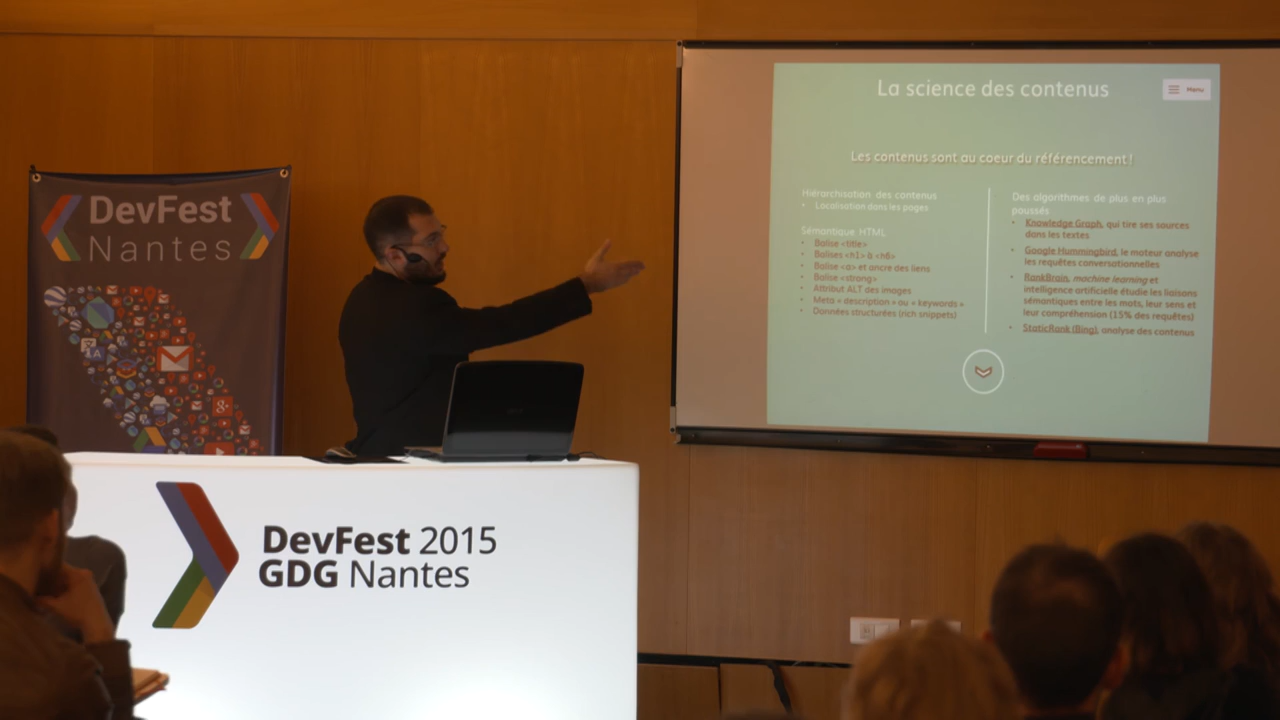 DevFest
Nantes
DevFest 2015
GDG Nantes
La science des contenus
Menu
Les contenus sont au coeur du référencement !
Hiérarchisation des contenus
• Localisation dans les pages
Sémantique HTML
• Balise <title>
• Balises <h1> à <h6>
• Balise <a> et ancre des liens
• Balise <strong>
• Attribut ALT des images
• Meta « description » ou « keywords »
• Données structurées (rich snippets)
Des algorithmes de plus en plus
poussés
• Knowledge Graph, qui tire ses sources
dans les textes
• Google Hummingbird, le moteur analyse
les requêtes conversationnelles
• RankBrain, machine learning et
intelligence artificielle étudie les liaisons
sémantiques entre les mots, leur sens et
leur compréhension (15% des requêtes)
• StaticRank (Bing), analyse des contenus